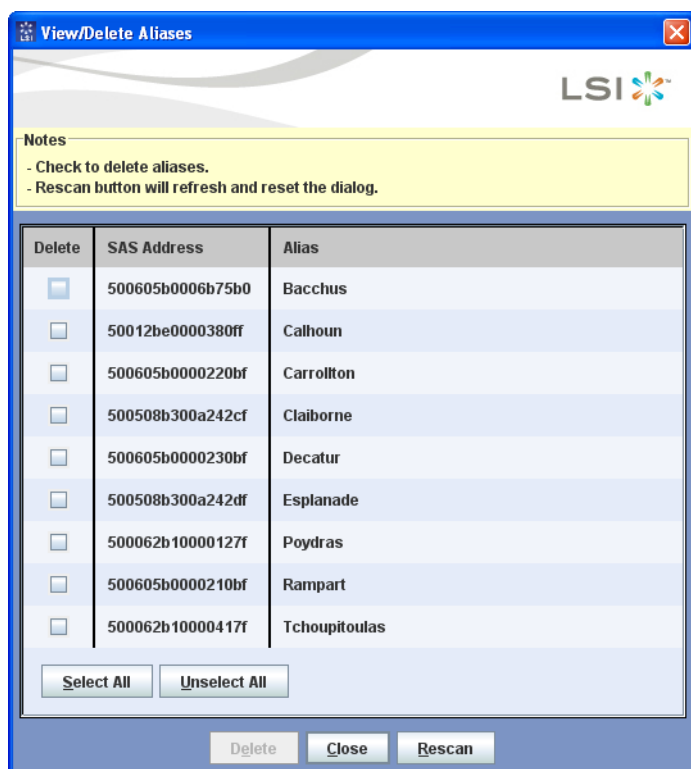 LSI View/Delete Aliases
LSI™
Notes
- Check to delete aliases.
- Rescan button will refresh and reset the dialog.
Delete SAS Address Alias
500605b0006b75b0 Bacchus
50012be0000380ff Calhoun
500605b0000220bf Carrollton
500508b300a242cf Claiborne
500605b0000230bf Decatur
500508b300a242df Esplanade
500062b10000127f Poydras
500605b0000210bf Rampart
500062b10000417f Tchoupitoulas
Select All Unselect All
Delete Close Rescan